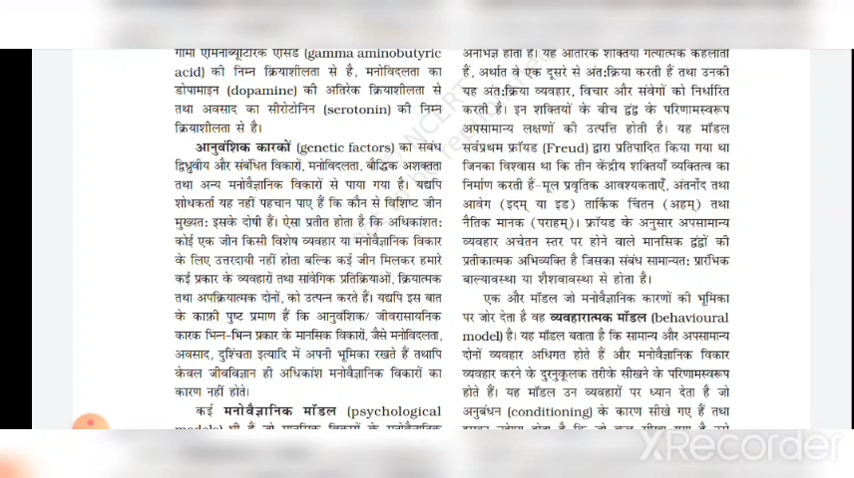 गामा एमिनोब्यूटिरिक एसिड (gamma aminobutyric
acid) की निम्न क्रियाशीलता से है, मनोविदलता का
डोपामाइन (dopamine) की अतिरेक क्रियाशीलता से
तथा अवसाद का सीरोटोनिन (serotonin) की निम्न
क्रियाशीलता से है।
आनुवंशिक कारकों (genetic factors) का संबंध
द्विध्रुवीय और संबंधित विकारों, मनोविदलता, बौद्धिक अशक्तता
तथा अन्य मनोवैज्ञानिक विकारों से पाया गया है। यद्यपि
शोधकर्ता यह नहीं पहचान पाए हैं कि कौन से विशिष्ट जीन
मुख्यत: इसके दोषी हैं। ऐसा प्रतीत होता है कि अधिकांशत:
कोई एक जीन किसी विशेष व्यवहार या मनोवैज्ञानिक विकार
के लिए उत्तरदायी नहीं होता बल्कि कई जीन मिलकर हमारे
कई प्रकार के व्यवहारों तथा सांवेगिक प्रतिक्रियाओं, क्रियात्मक
तथा अपक्रियात्मक दोनों, को उत्पन्न करते हैं। यद्यपि इस बात
के काफ़ी पुष्ट प्रमाण हैं कि आनुवंशिक/ जीवरासायनिक
कारक भिन्न-भिन्न प्रकार के मानसिक विकारों, जैसे मनोविदलता,
अवसाद, दुश्चिंता इत्यादि में अपनी भूमिका रखते हैं तथापि
केवल जीवविज्ञान ही अधिकांश मनोवैज्ञानिक विकारों का
कारण नहीं होते।
कई मनोवैज्ञानिक मॉडल (psychological
models) भी हैं जो मानसिक विकारों के मनोवैज्ञानिक
अनभिज्ञ होता है। यह आंतरिक शक्तियाँ गत्यात्मक कहलाती
हैं, अर्थात वे एक दूसरे से अंत:क्रिया करती हैं तथा उनकी
यह अंत:क्रिया व्यवहार, विचार और संवेगों को निर्धारित
करती है। इन शक्तियों के बीच द्वंद्व के परिणामस्वरूप
अपसामान्य लक्षणों की उत्पत्ति होती है। यह मॉडल
सर्वप्रथम फ्रॉयड (Freud) द्वारा प्रतिपादित किया गया था
जिनका विश्वास था कि तीन केंद्रीय शक्तियाँ व्यक्तित्व का
निर्माण करती हैं-मूल प्रवृतिक आवश्यकताएँ, अंतर्नोद तथा
आवेग (इदम् या इड) तार्किक चिंतन (अहम्) तथा
नैतिक मानक (पराहम्)। फ्रॉयड के अनुसार अपसामान्य
व्यवहार अचेतन स्तर पर होने वाले मानसिक द्वंद्वों की
प्रतीकात्मक अभिव्यक्ति है जिसका संबंध सामान्यत: प्रारंभिक
बाल्यावस्था या शैशवावस्था से होता है।
एक और मॉडल जो मनोवैज्ञानिक कारणों की भूमिका
पर जोर देता है वह व्यवहारात्मक मॉडल (behavioural
model) है। यह मॉडल बताता है कि सामान्य और अपसामान्य
दोनों व्यवहार अधिगत होते हैं और मनोवैज्ञानिक विकार
व्यवहार करने के दुरनुकूलक तरीके सीखने के परिणामस्वरूप
होते हैं। यह मॉडल उन व्यवहारों पर ध्यान देता है जो
अनुबंधन (conditioning) के कारण सीखे गए हैं तथा
XRecorder